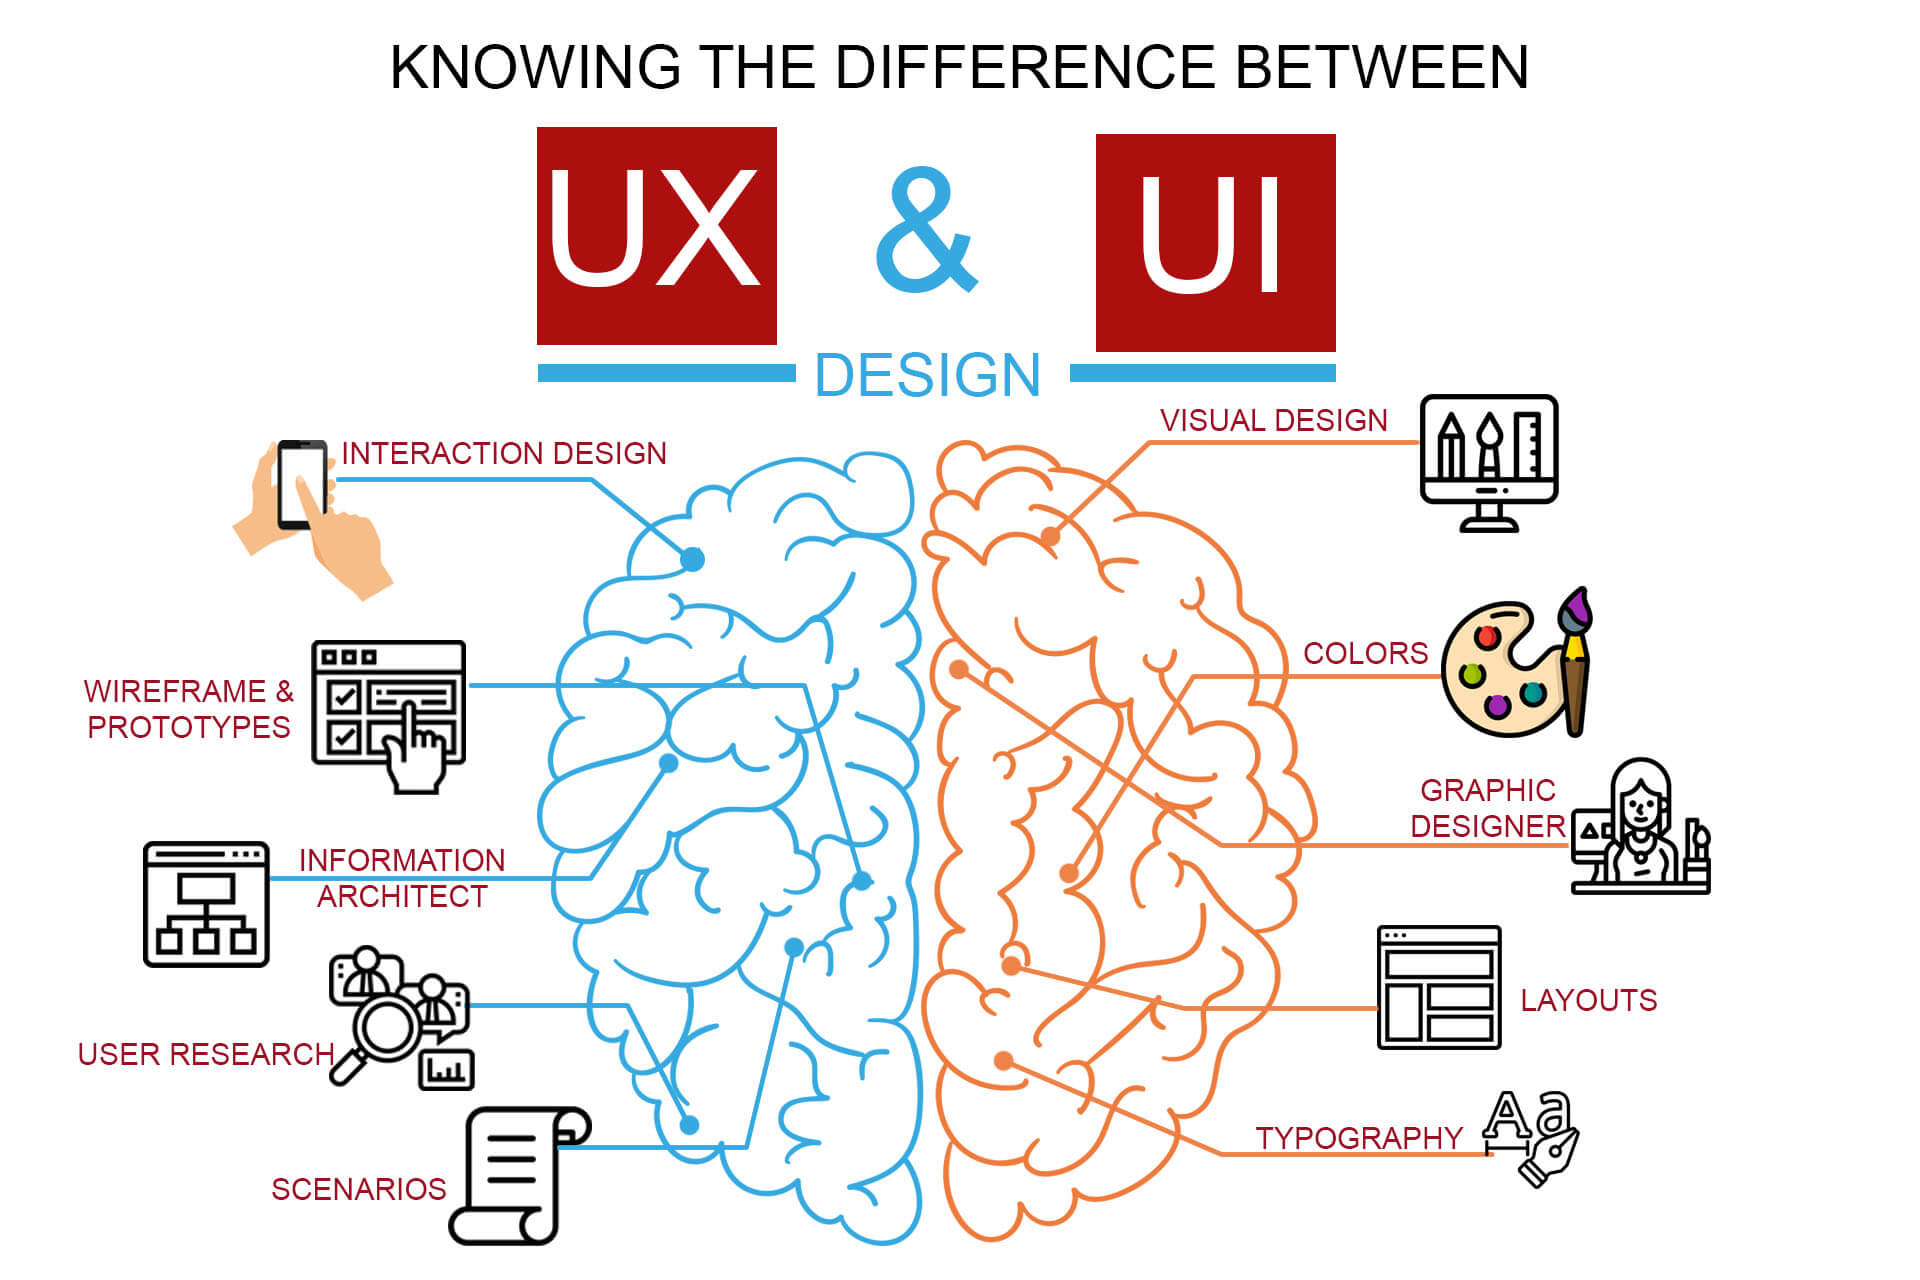 KNOWING THE DIFFERENCE BETWEEN
UX & UI
DESIGN
INTERACTION DESIGN
WIREFRAME &
PROTOTYPES
INFORMATION
ARCHITECT
USER RESEARCH
SCENARIOS
VISUAL DESIGN
COLORS
GRAPHIC
DESIGNER
LAYOUTS
TYPOGRAPHY
Aa